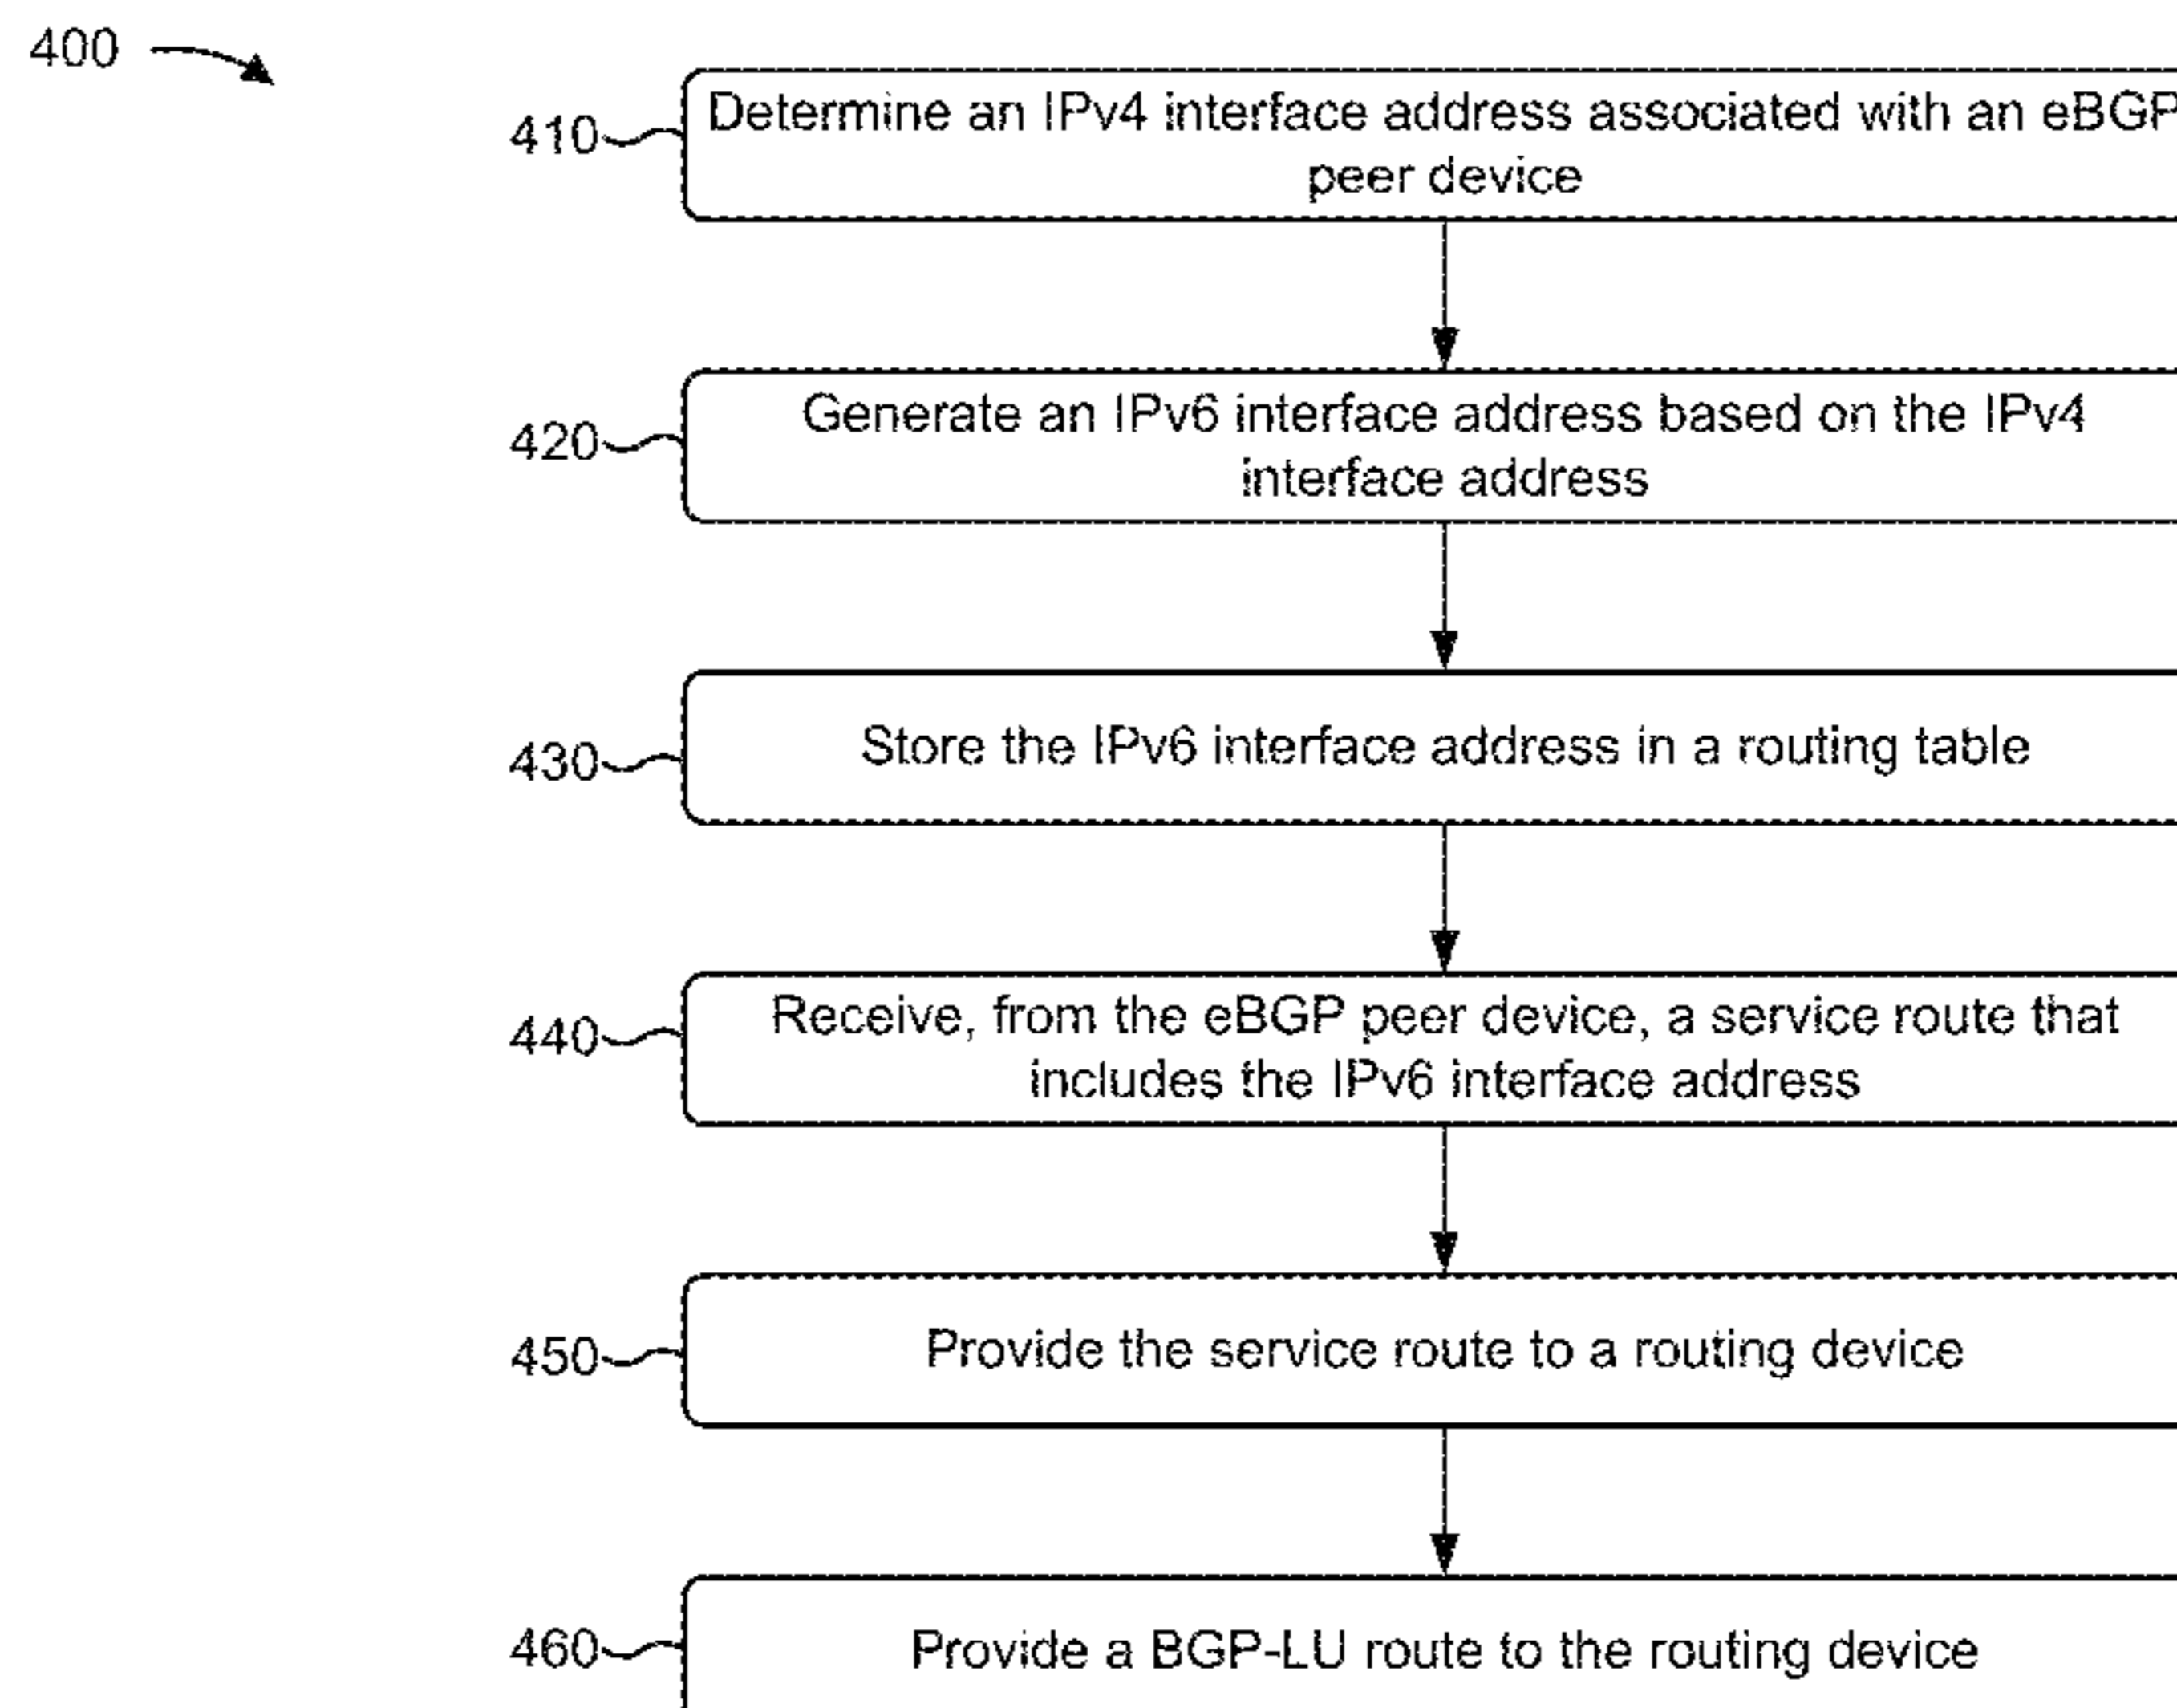 400
410
Determine an IPv4 interface address associated with an eBGP
peer device
420
Generate an IPv6 interface address based on the IPv4
interface address
430
Store the IPv6 interface address in a routing table
440
Receive, from the eBGP peer device, a service route that
includes the IPv6 interface address
450
Provide the service route to a routing device
460
Provide a BGP-LU route to the routing device